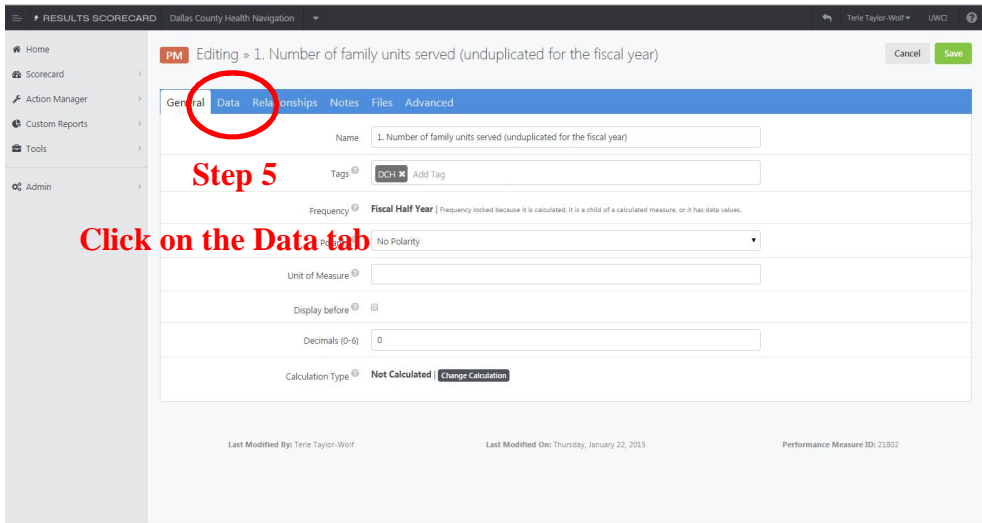 RESULTS SCORECARD Dallas County Health Navigation Terie Taylor-Wolf UWCI
Home
Scorecard
Action Manager
Custom Reports
Tools
Admin
PM Editing » 1. Number of family units served (unduplicated for the fiscal year) Cancel Save
General Data Relationships Notes Files Advanced
Name 1. Number of family units served (unduplicated for the fiscal year)
Step 5
Tags DCH Add Tag
Frequency Fiscal Half Year | Frequency locked because it is calculated, it is a child of a calculated measure, or it has data values.
Click on the Data tab
Polarity No Polarity
Unit of Measure
Display before
Decimals (0-6) 0
Calculation Type Not Calculated | Change Calculation
Last Modified By: Terie Taylor-Wolf Last Modified On: Thursday, January 22, 2015 Performance Measure ID: 21802